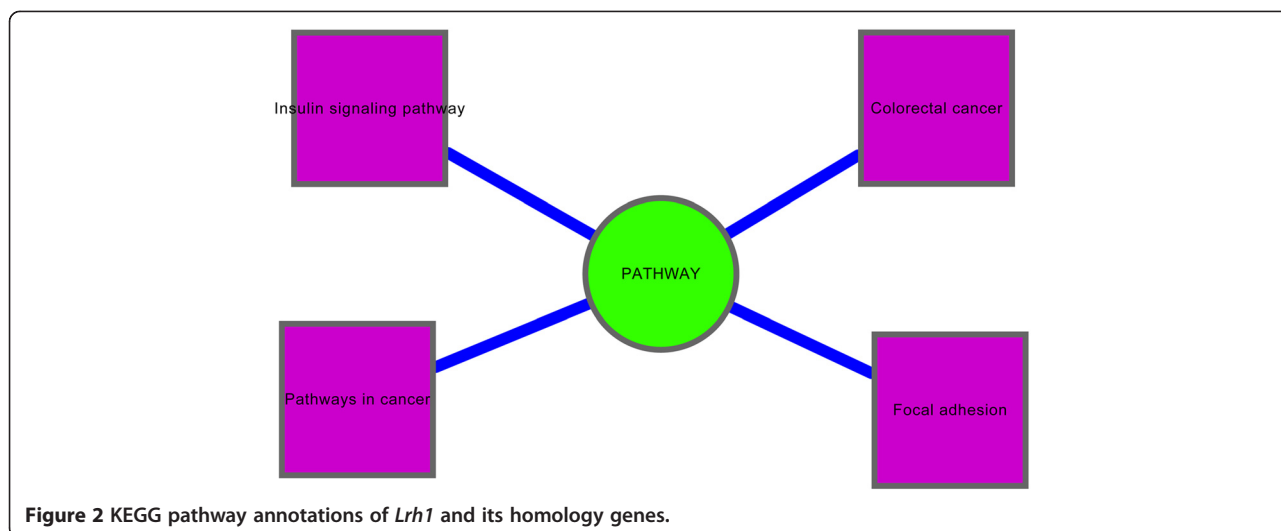 Insulin signaling pathway
Colorectal cancer
PATHWAY
Pathways in cancer
Focal adhesion
Figure 2 KEGG pathway annotations of Lrh1 and its homology genes.